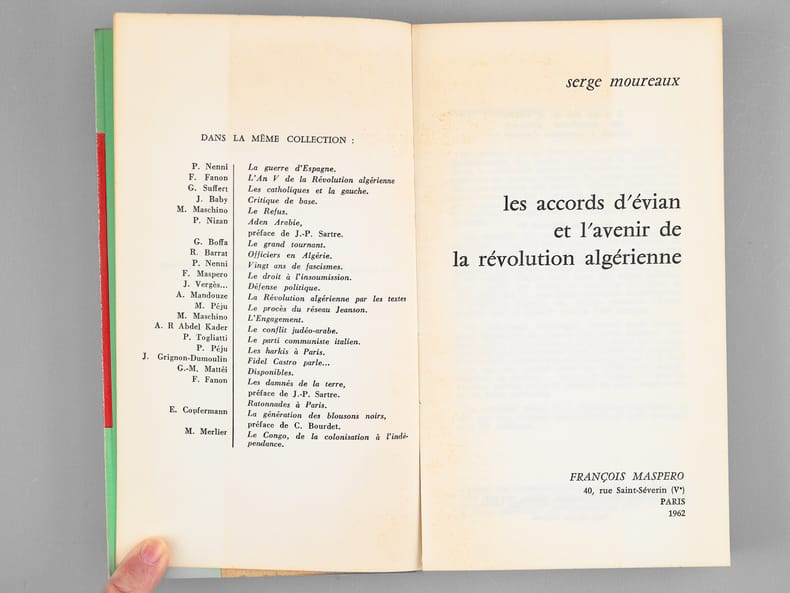 DANS LA MÊME COLLECTION :
P. Nenni La guerre d'Espagne.
F. Fanon L'An V de la Révolution algérienne
G. Suffert Les catholiques et la gauche.
J. Baby Critique de base.
M. Maschino Le Refus.
P. Nizan Aden Arabie,
préface de J.-P. Sartre.
G. Boffa Le grand tournant.
R. Barrat Officiers en Algérie.
P. Nenni Vingt ans de fascismes.
F. Maspero Le droit à l'insoumission.
J. Vergès... Défense politique.
A. Mandouze La Révolution algérienne par les textes
M. Péju Le procès du réseau Jeanson.
M. Maschino L'Engagement.
A. R Abdel Kader Le conflit judéo-arabe.
P. Togliatti Le parti communiste italien.
P. Péju Les harkis à Paris.
J. Grignon-Dumoulin Fidel Castro parle...
G.-M. Mattéi Disponibles.
F. Fanon Les damnés de la terre,
préface de J.-P. Sartre.
Ratonnades à Paris.
E. Copfermann La génération des blousons noirs,
préface de C. Bourdet.
M. Merlier Le Congo, de la colonisation à l'indé-
pendance.
serge moureaux
les accords d'évian
et l'avenir de
la révolution algérienne
FRANÇOIS MASPERO
40, rue Saint-Séverin (Vᵉ)
PARIS
1962